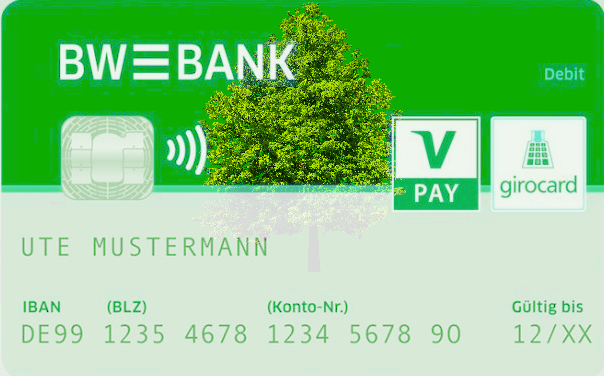 BW☰BANK
Debit
V PAY
girocard
UTE MUSTERMANN
IBAN (BLZ) (Konto-Nr.) Gültig bis
DE99 1235 4678 1234 5678 90 12/XX